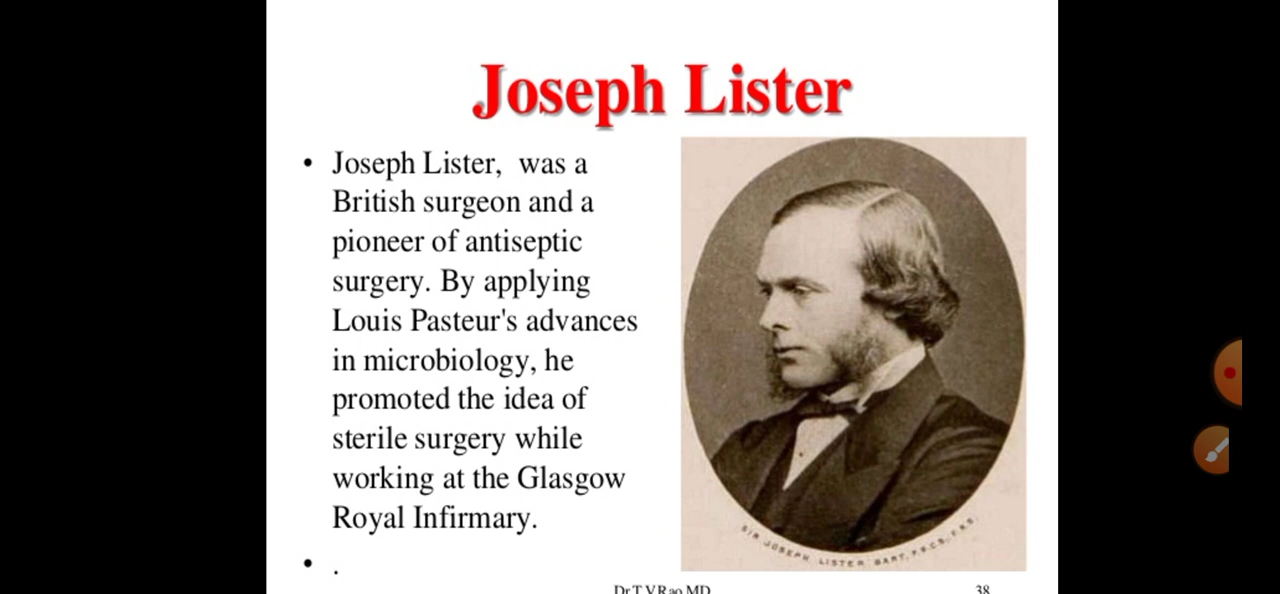 Joseph Lister
• Joseph Lister, was a
British surgeon and a
pioneer of antiseptic
surgery. By applying
Louis Pasteur's advances
in microbiology, he
promoted the idea of
sterile surgery while
working at the Glasgow
Royal Infirmary.
• .
SIR JOSEPH LISTER BART, F.R.C.S., F.R.S.
Dr.T.V.Rao MD
38